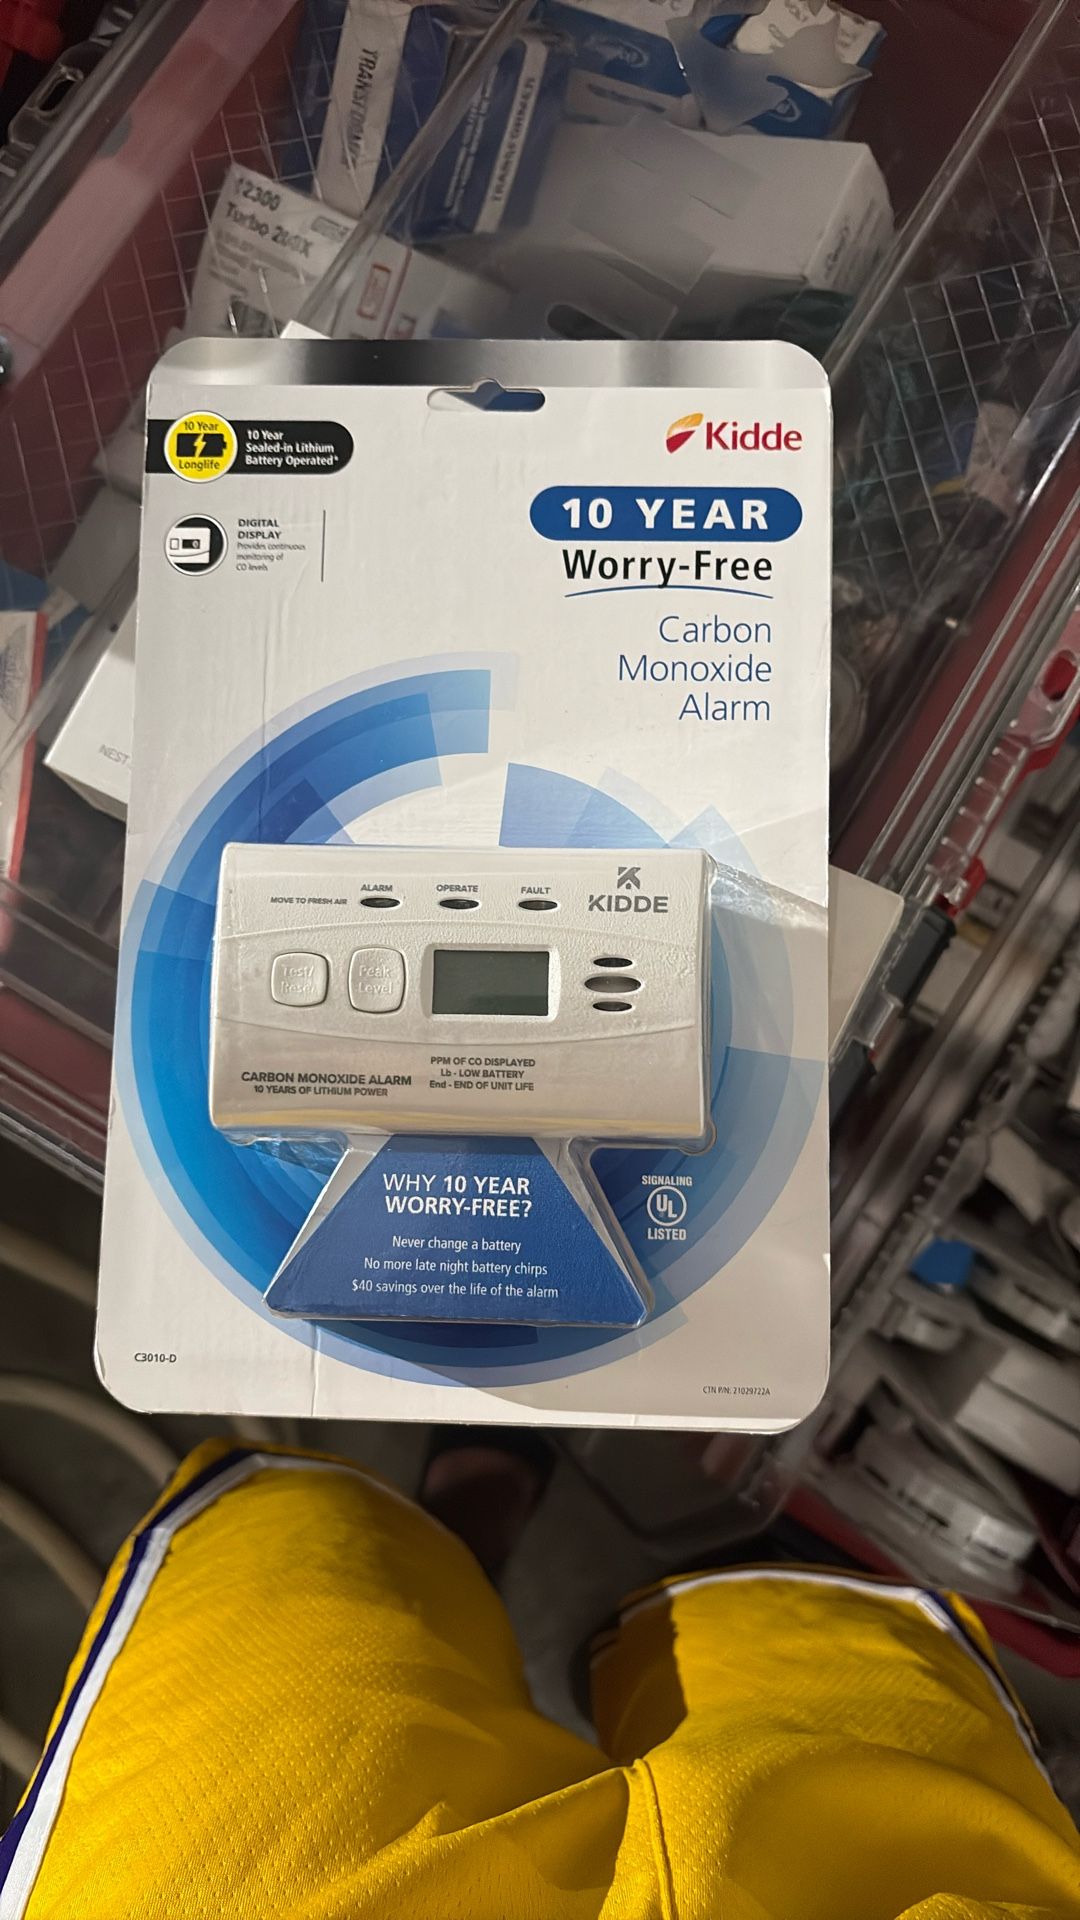 TRANSFORMER
12300
Turbo 200X
NEST
10 Year
Longlife
10 Year
Sealed-in Lithium
Battery Operated*
Kidde
DIGITAL
DISPLAY
Provides continuous
monitoring of
CO levels
10 YEAR
Worry-Free
Carbon
Monoxide
Alarm
ALARM
OPERATE
FAULT
MOVE TO FRESH AIR
KIDDE
Test/
Reset
Peak
Level
PPM OF CO DISPLAYED
Lb - LOW BATTERY
End - END OF UNIT LIFE
CARBON MONOXIDE ALARM
10 YEARS OF LITHIUM POWER
WHY 10 YEAR
WORRY-FREE?
Never change a battery
No more late night battery chirps
$40 savings over the life of the alarm
SIGNALING
UL
LISTED
C3010-D
CTN P/N: 21029722A